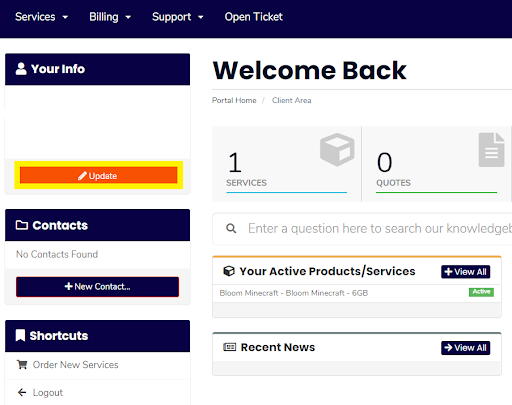 Services Billing Support Open Ticket
Your Info
Update
Contacts
No Contacts Found
New Contact...
Shortcuts
Order New Services
Logout
Welcome Back
Portal Home / Client Area
1
SERVICES
0
QUOTES
Enter a question here to search our knowledgeb
Your Active Products/Services
View All
Bloom Minecraft - Bloom Minecraft - 6GB
Active
Recent News
View All